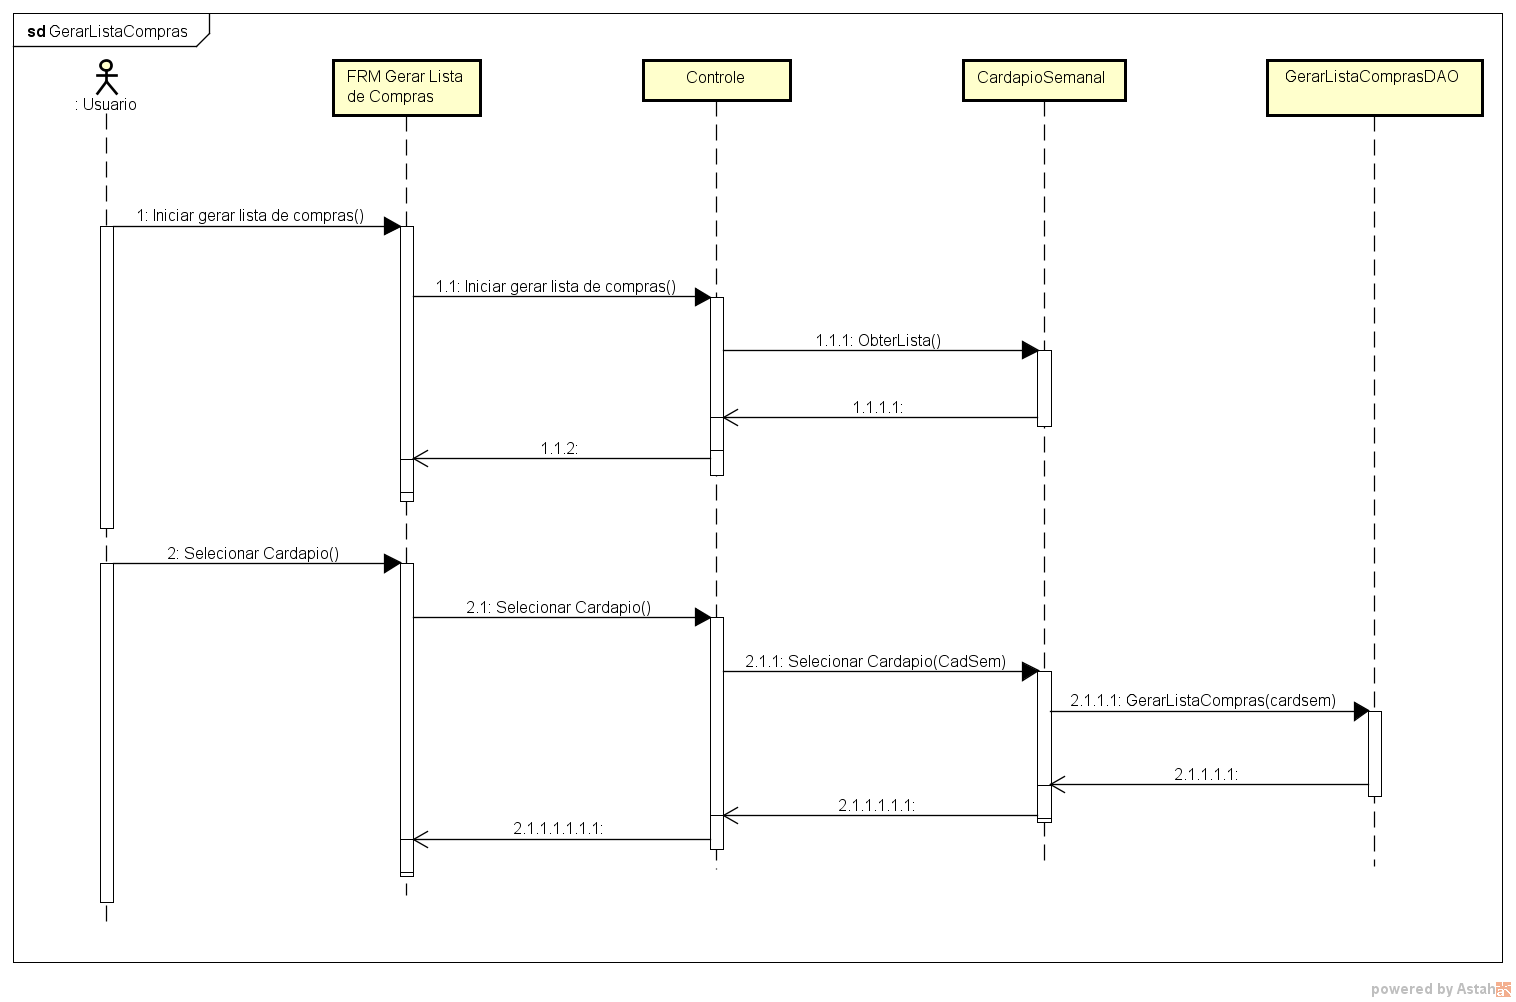 sd GerarListaCompras
: Usuario
FRM Gerar Lista
de Compras
Controle
CardapioSemanal
GerarListaComprasDAO
1: Iniciar gerar lista de compras()
1.1: Iniciar gerar lista de compras()
1.1.1: ObterLista()
1.1.1.1:
1.1.2:
2: Selecionar Cardapio()
2.1: Selecionar Cardapio()
2.1.1: Selecionar Cardapio(CadSem)
2.1.1.1: GerarListaCompras(cardsem)
2.1.1.1.1:
2.1.1.1.1.1:
2.1.1.1.1.1.1:
powered by Astah